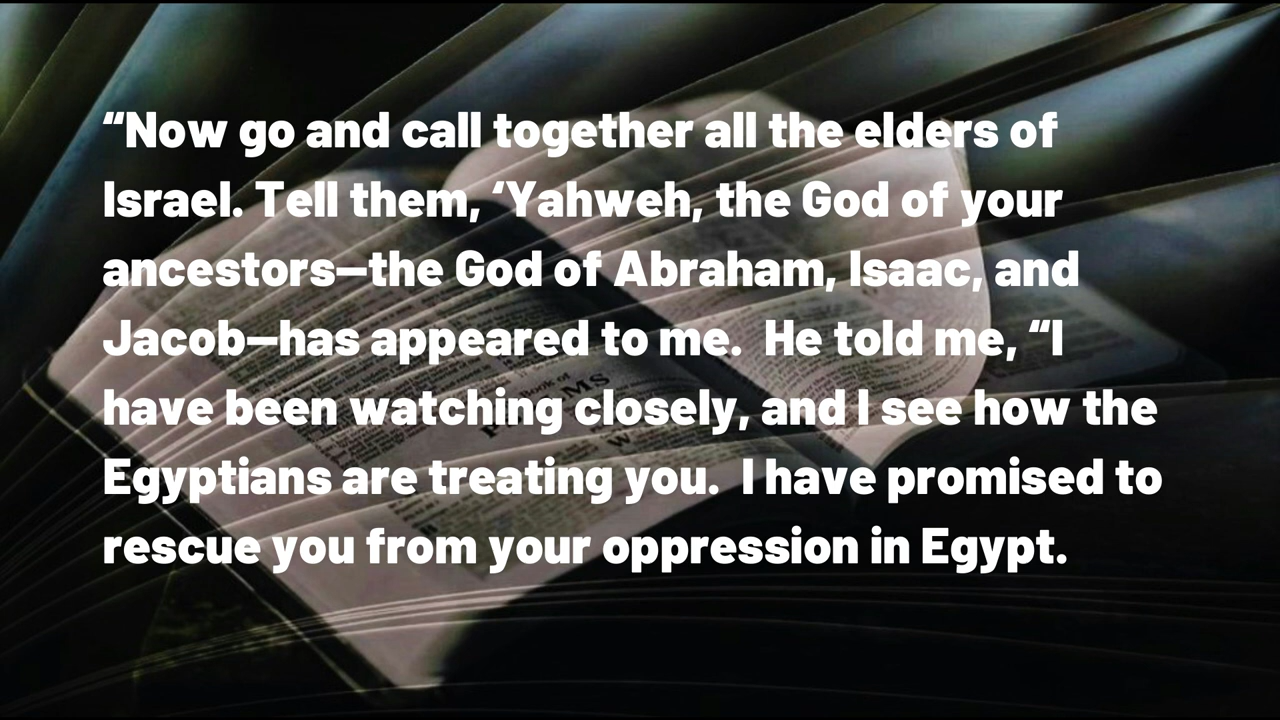 “Now go and call together all the elders of
Israel. Tell them, ‘Yahweh, the God of your
ancestors—the God of Abraham, Isaac, and
Jacob—has appeared to me.  He told me, “I
have been watching closely, and I see how the
Egyptians are treating you.  I have promised to
rescue you from your oppression in Egypt.